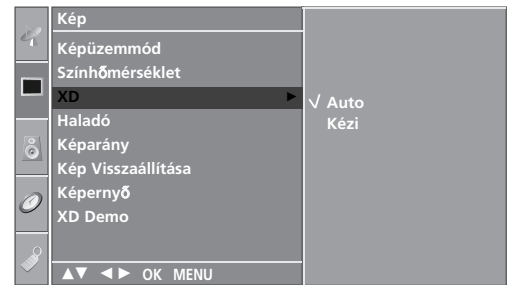 Kép
Képüzemmód
Színhőmérséklet
XD ►
Haladó
Képarány
Kép Visszaállítása
Képernyő
XD Demo
√ Auto
Kézi
▲▼ ◄► OK MENU